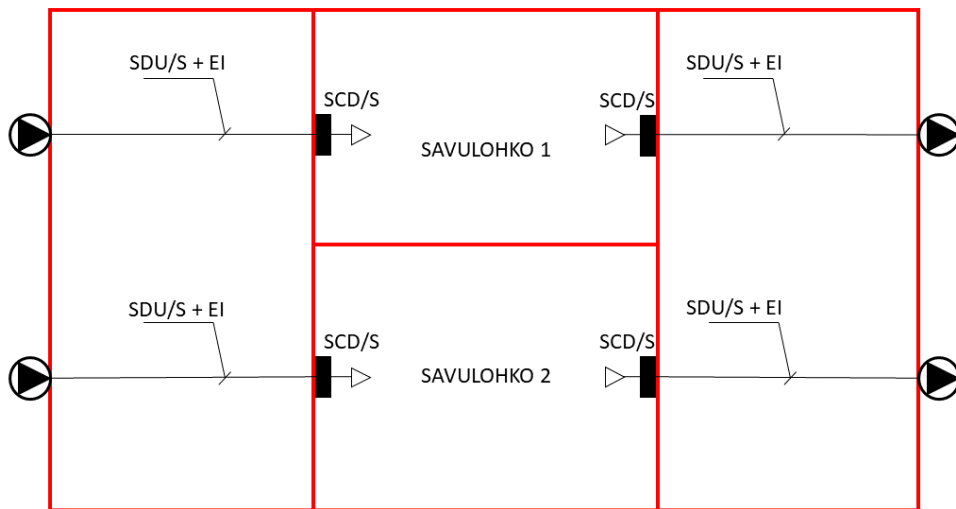 SDU/S + EI
SDU/S + EI
SCD/S
SCD/S
SAVULOHKO 1
SDU/S + EI
SDU/S + EI
SCD/S
SCD/S
SAVULOHKO 2